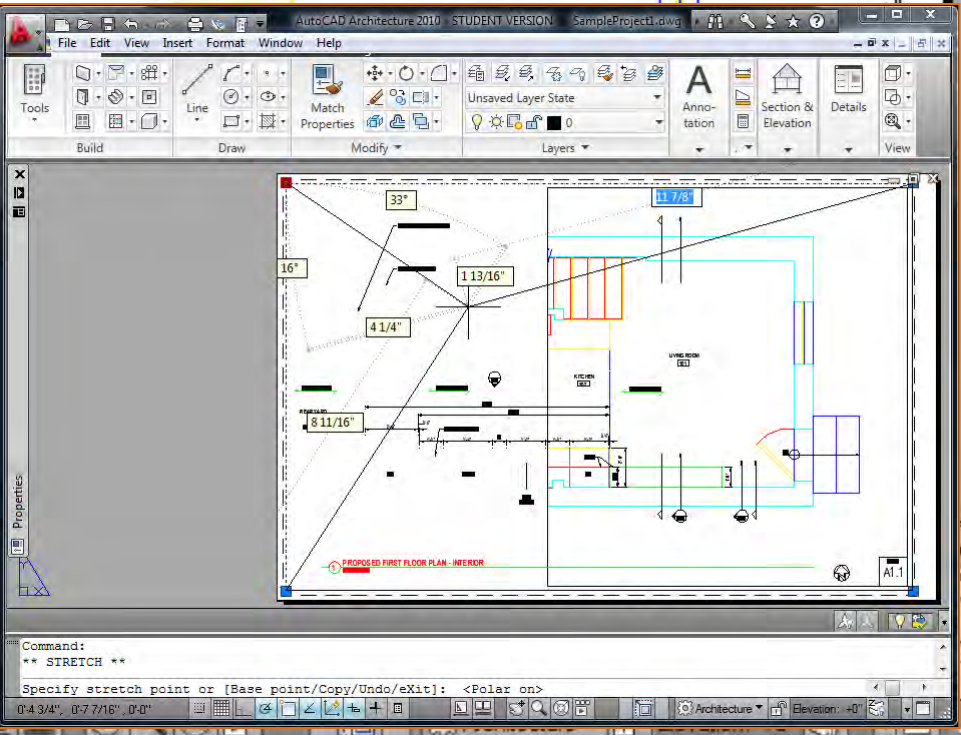 AutoCAD Architecture 2010 - STUDENT VERSION SampleProject1.dwg
File Edit View Insert Format Window Help
Tools
Line
Match
Properties
Unsaved Layer State
0
Anno-
tation
Section &
Elevation
Details
Build
Draw
Modify
Layers
View
33°
11 7/8"
16°
1 13/16"
4 1/4"
LIVING ROOM
KITCHEN
8 11/16"
Properties
1 PROPOSED FIRST FLOOR PLAN - INTERIOR
A1.1
Command:
** STRETCH **
Specify stretch point or [Base point/Copy/Undo/eXit]: <Polar on>
0'-4 3/4", 0'-7 7/16", 0'-0"
Architecture
Elevation: +0"